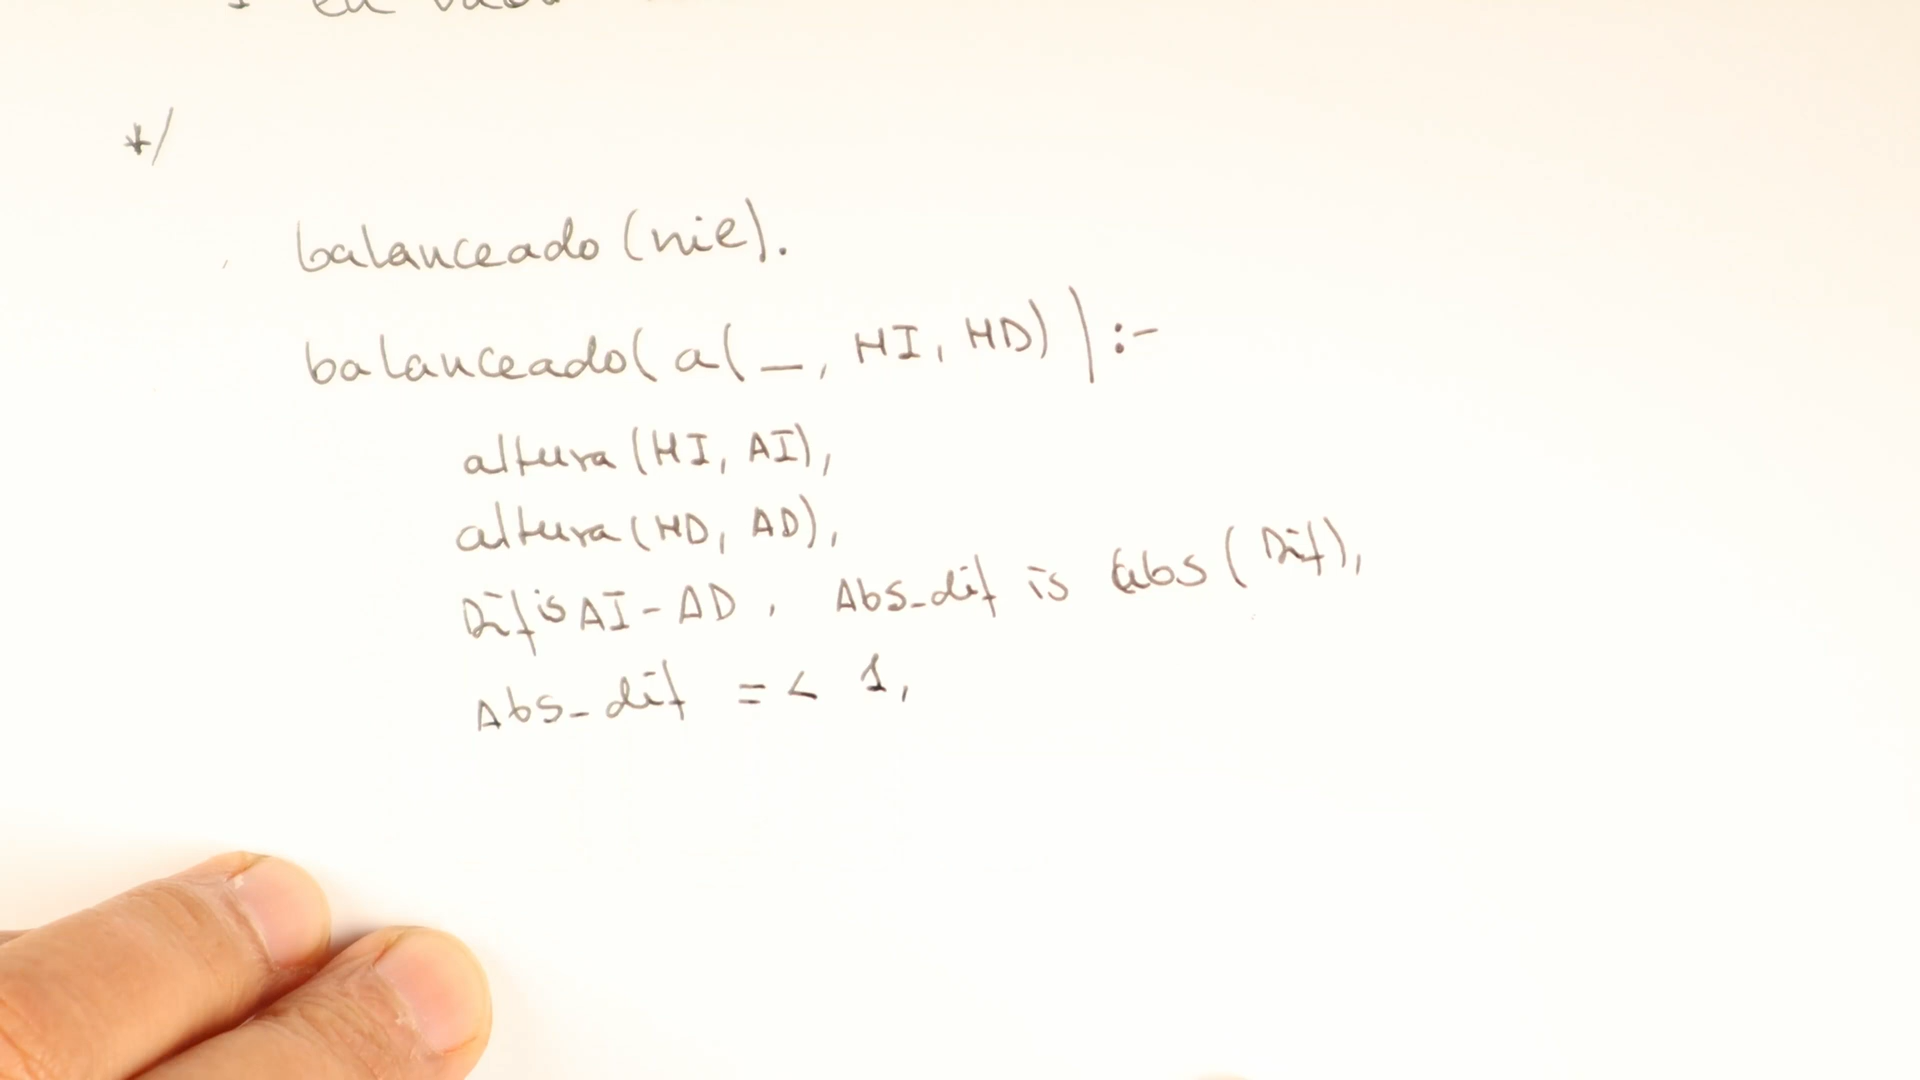 */
balanceado(nil).
balanceado(a(_, HI, HD)) :-
altura(HI, AI),
altura(HD, AD),
Dif is AI-AD, Abs_dif is abs(Dif),
Abs_dif =< 1,